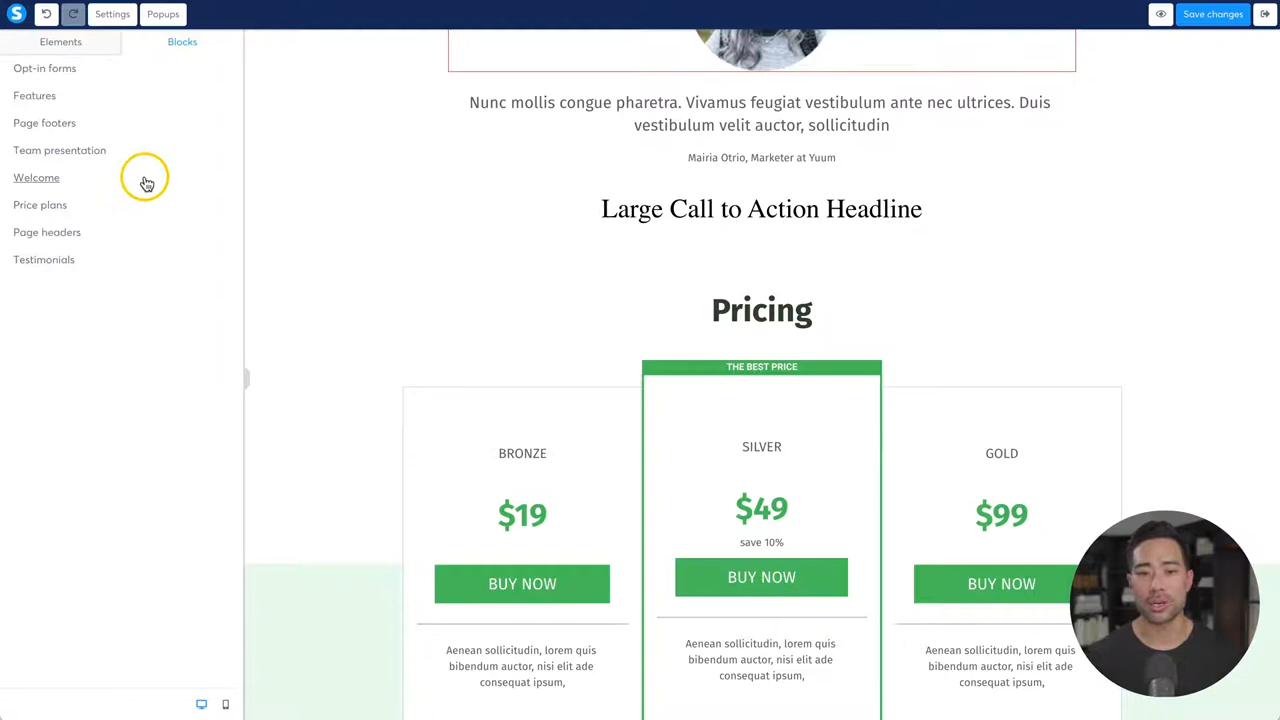 S
Settings
Popups
Save changes
Elements
Blocks
Opt-in forms
Features
Page footers
Team presentation
Welcome
Price plans
Page headers
Testimonials
Nunc mollis congue pharetra. Vivamus feugiat vestibulum ante nec ultrices. Duis
vestibulum velit auctor, sollicitudin
Mairia Otrio, Marketer at Yuum
Large Call to Action Headline
Pricing
THE BEST PRICE
BRONZE
$19
BUY NOW
Aenean sollicitudin, lorem quis
bibendum auctor, nisi elit ade
consequat ipsum,
SILVER
$49
save 10%
BUY NOW
Aenean sollicitudin, lorem quis
bibendum auctor, nisi elit ade
consequat ipsum,
GOLD
$99
BUY NOW
Aenean sollicitudin, lorem quis
bibendum auctor, nisi elit ade
consequat ipsum,